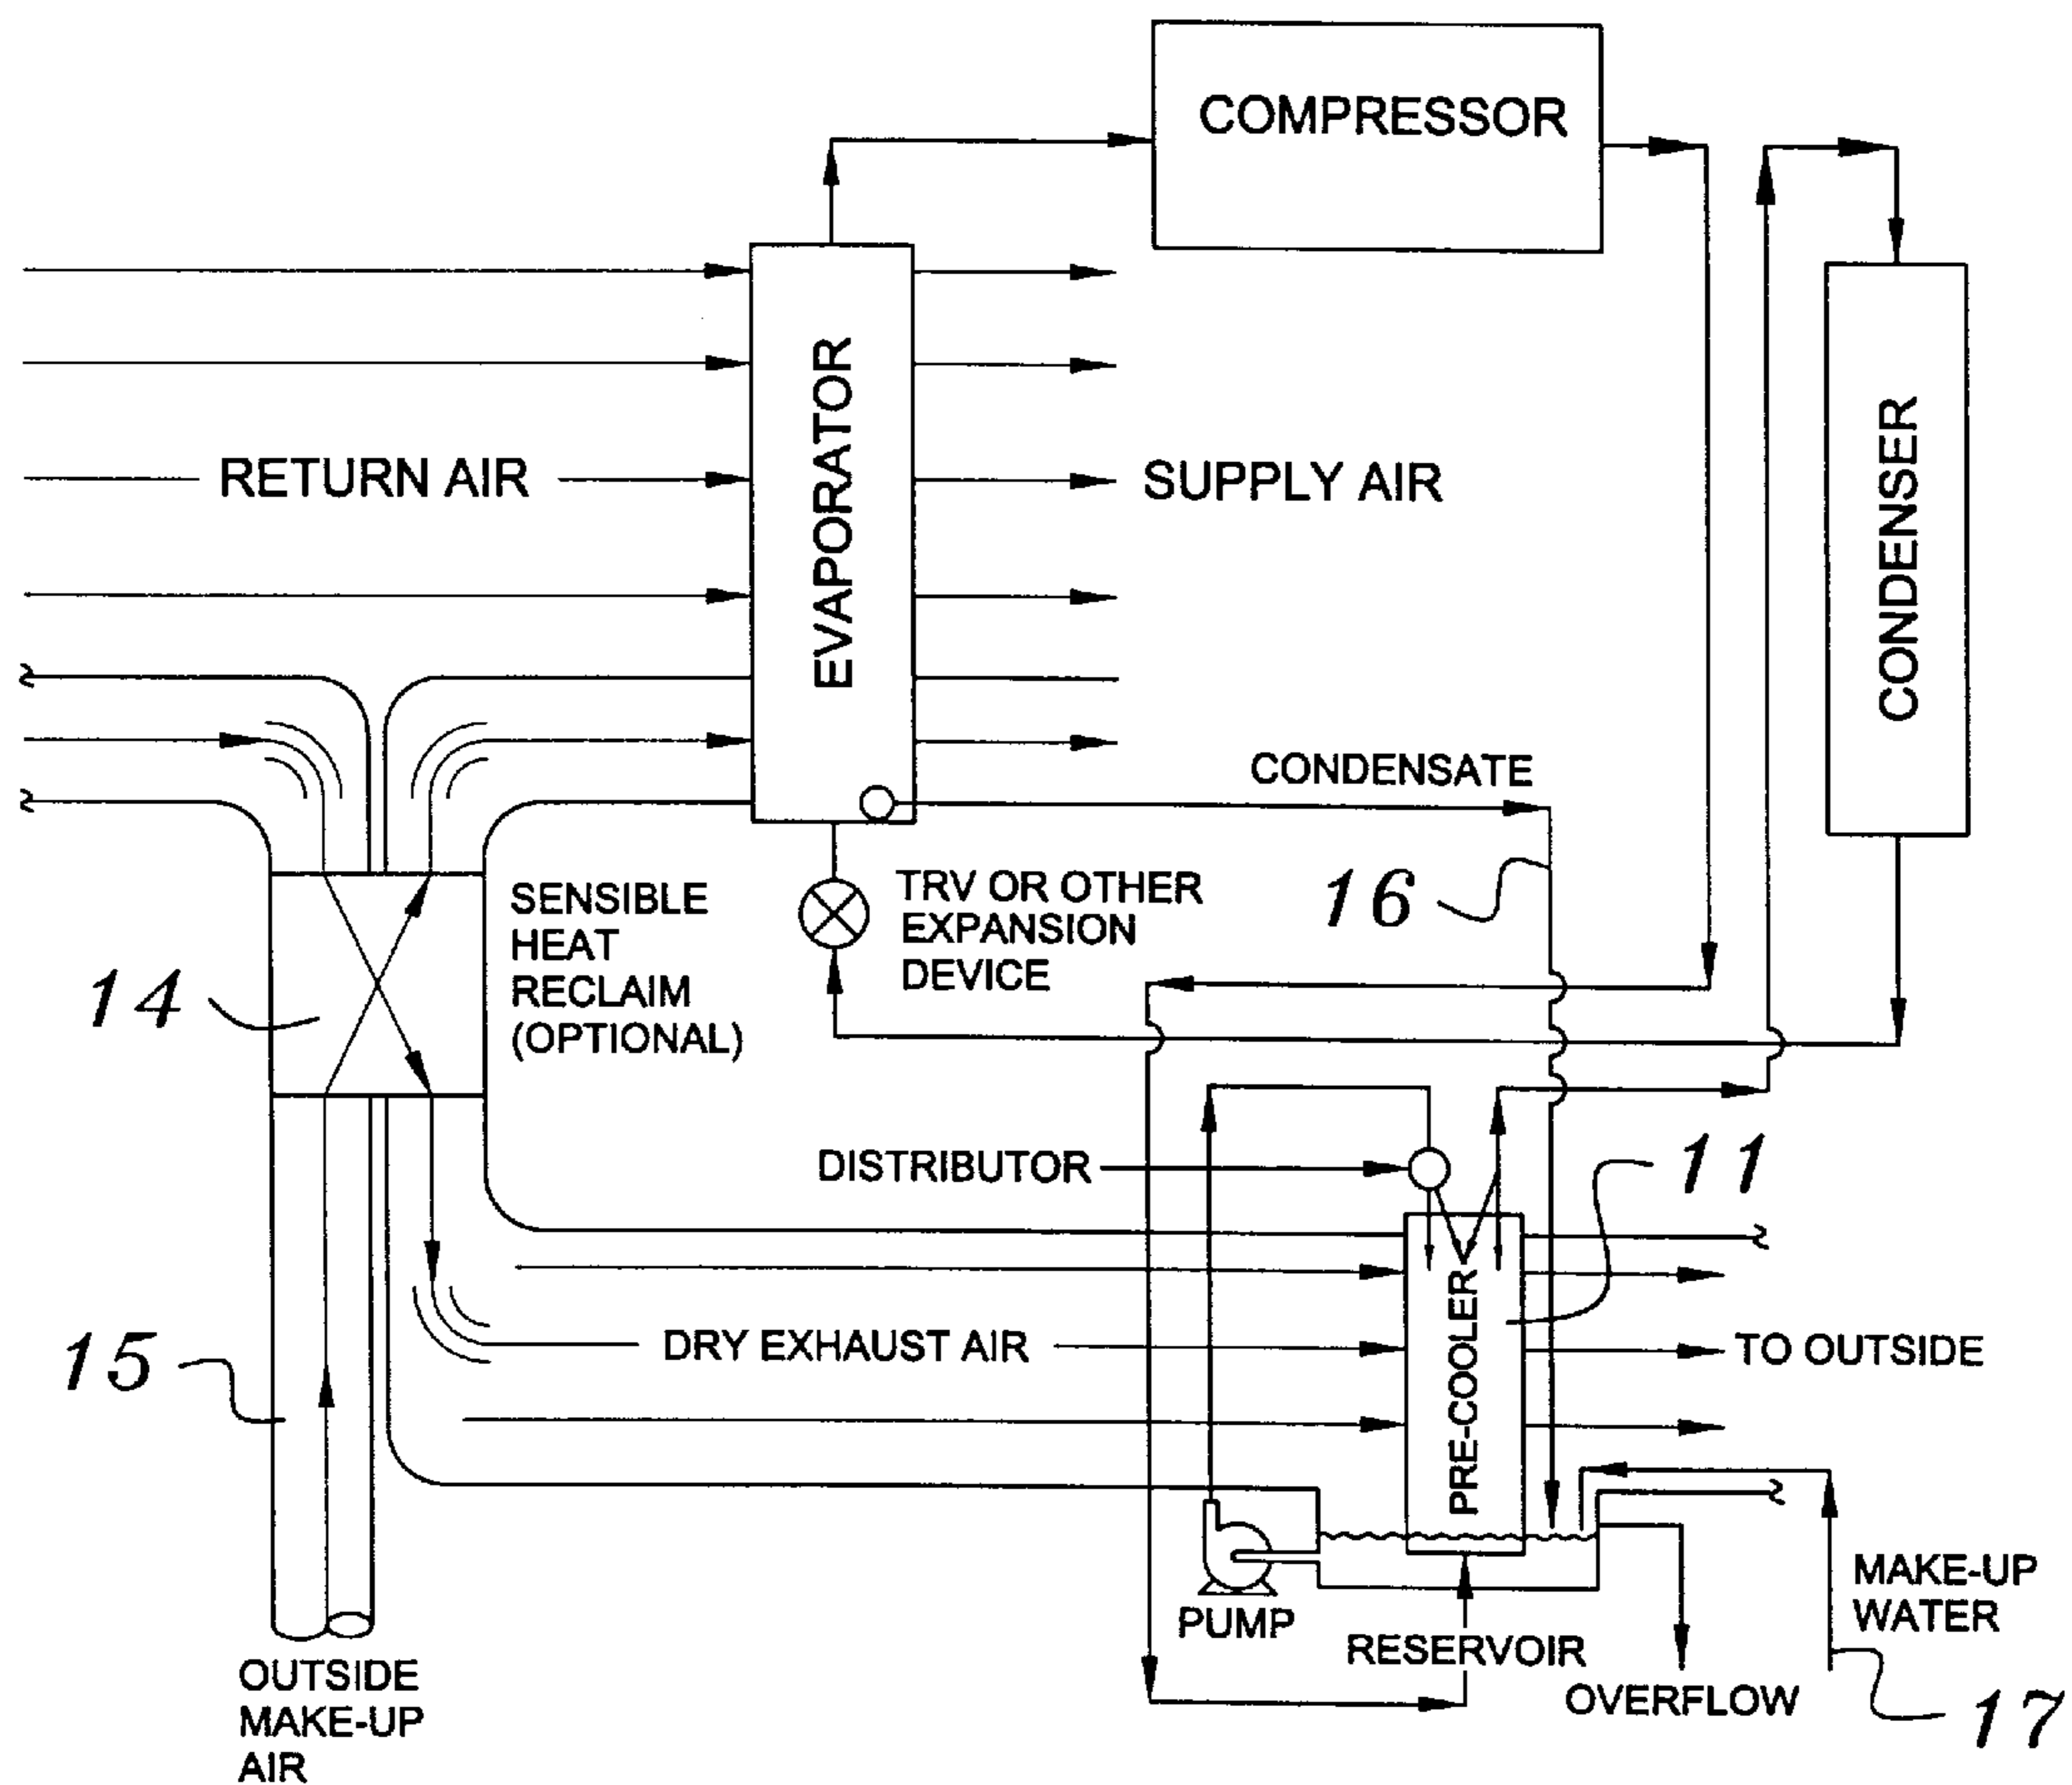 COMPRESSOR
EVAPORATOR
CONDENSER
RETURN AIR
SUPPLY AIR
CONDENSATE
16
TRV OR OTHER
EXPANSION
DEVICE
SENSIBLE
HEAT
RECLAIM
(OPTIONAL)
14
DISTRIBUTOR
11
PRE-COOLER
15
DRY EXHAUST AIR
TO OUTSIDE
PUMP
RESERVOIR
MAKE-UP
WATER
OVERFLOW
17
OUTSIDE
MAKE-UP
AIR